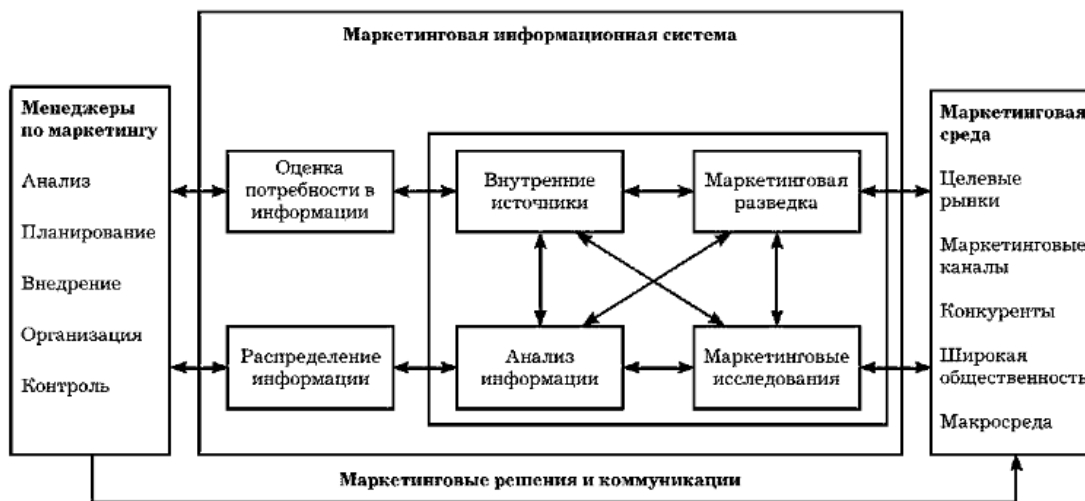 Маркетинговая информационная система
Менеджеры
по маркетингу
Анализ
Планирование
Внедрение
Организация
Контроль
Оценка
потребности в
информации
Внутренние
источники
Маркетинговая
разведка
Распределение
информации
Анализ
информации
Маркетинговые
исследования
Маркетинговая
среда
Целевые
рынки
Маркетинговые
каналы
Конкуренты
Широкая
общественность
Макросреда
Маркетинговые решения и коммуникации